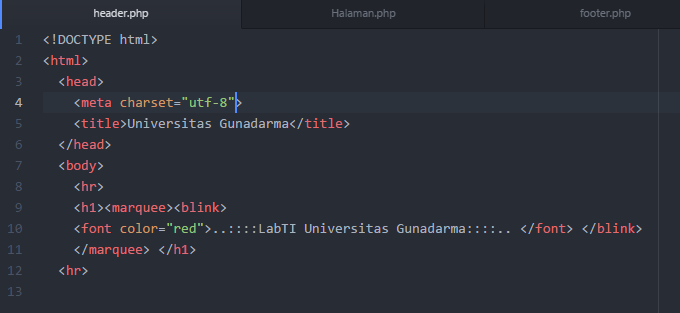 header.php Halaman.php footer.php
1 <!DOCTYPE html>
2 <html>
3 <head>
4 <meta charset="utf-8">
5 <title>Universitas Gunadarma</title>
6 </head>
7 <body>
8 <hr>
9 <h1><marquee><blink>
10 <font color="red">..::::LabTI Universitas Gunadarma::::.. </font> </blink>
11 </marquee> </h1>
12 <hr>
13